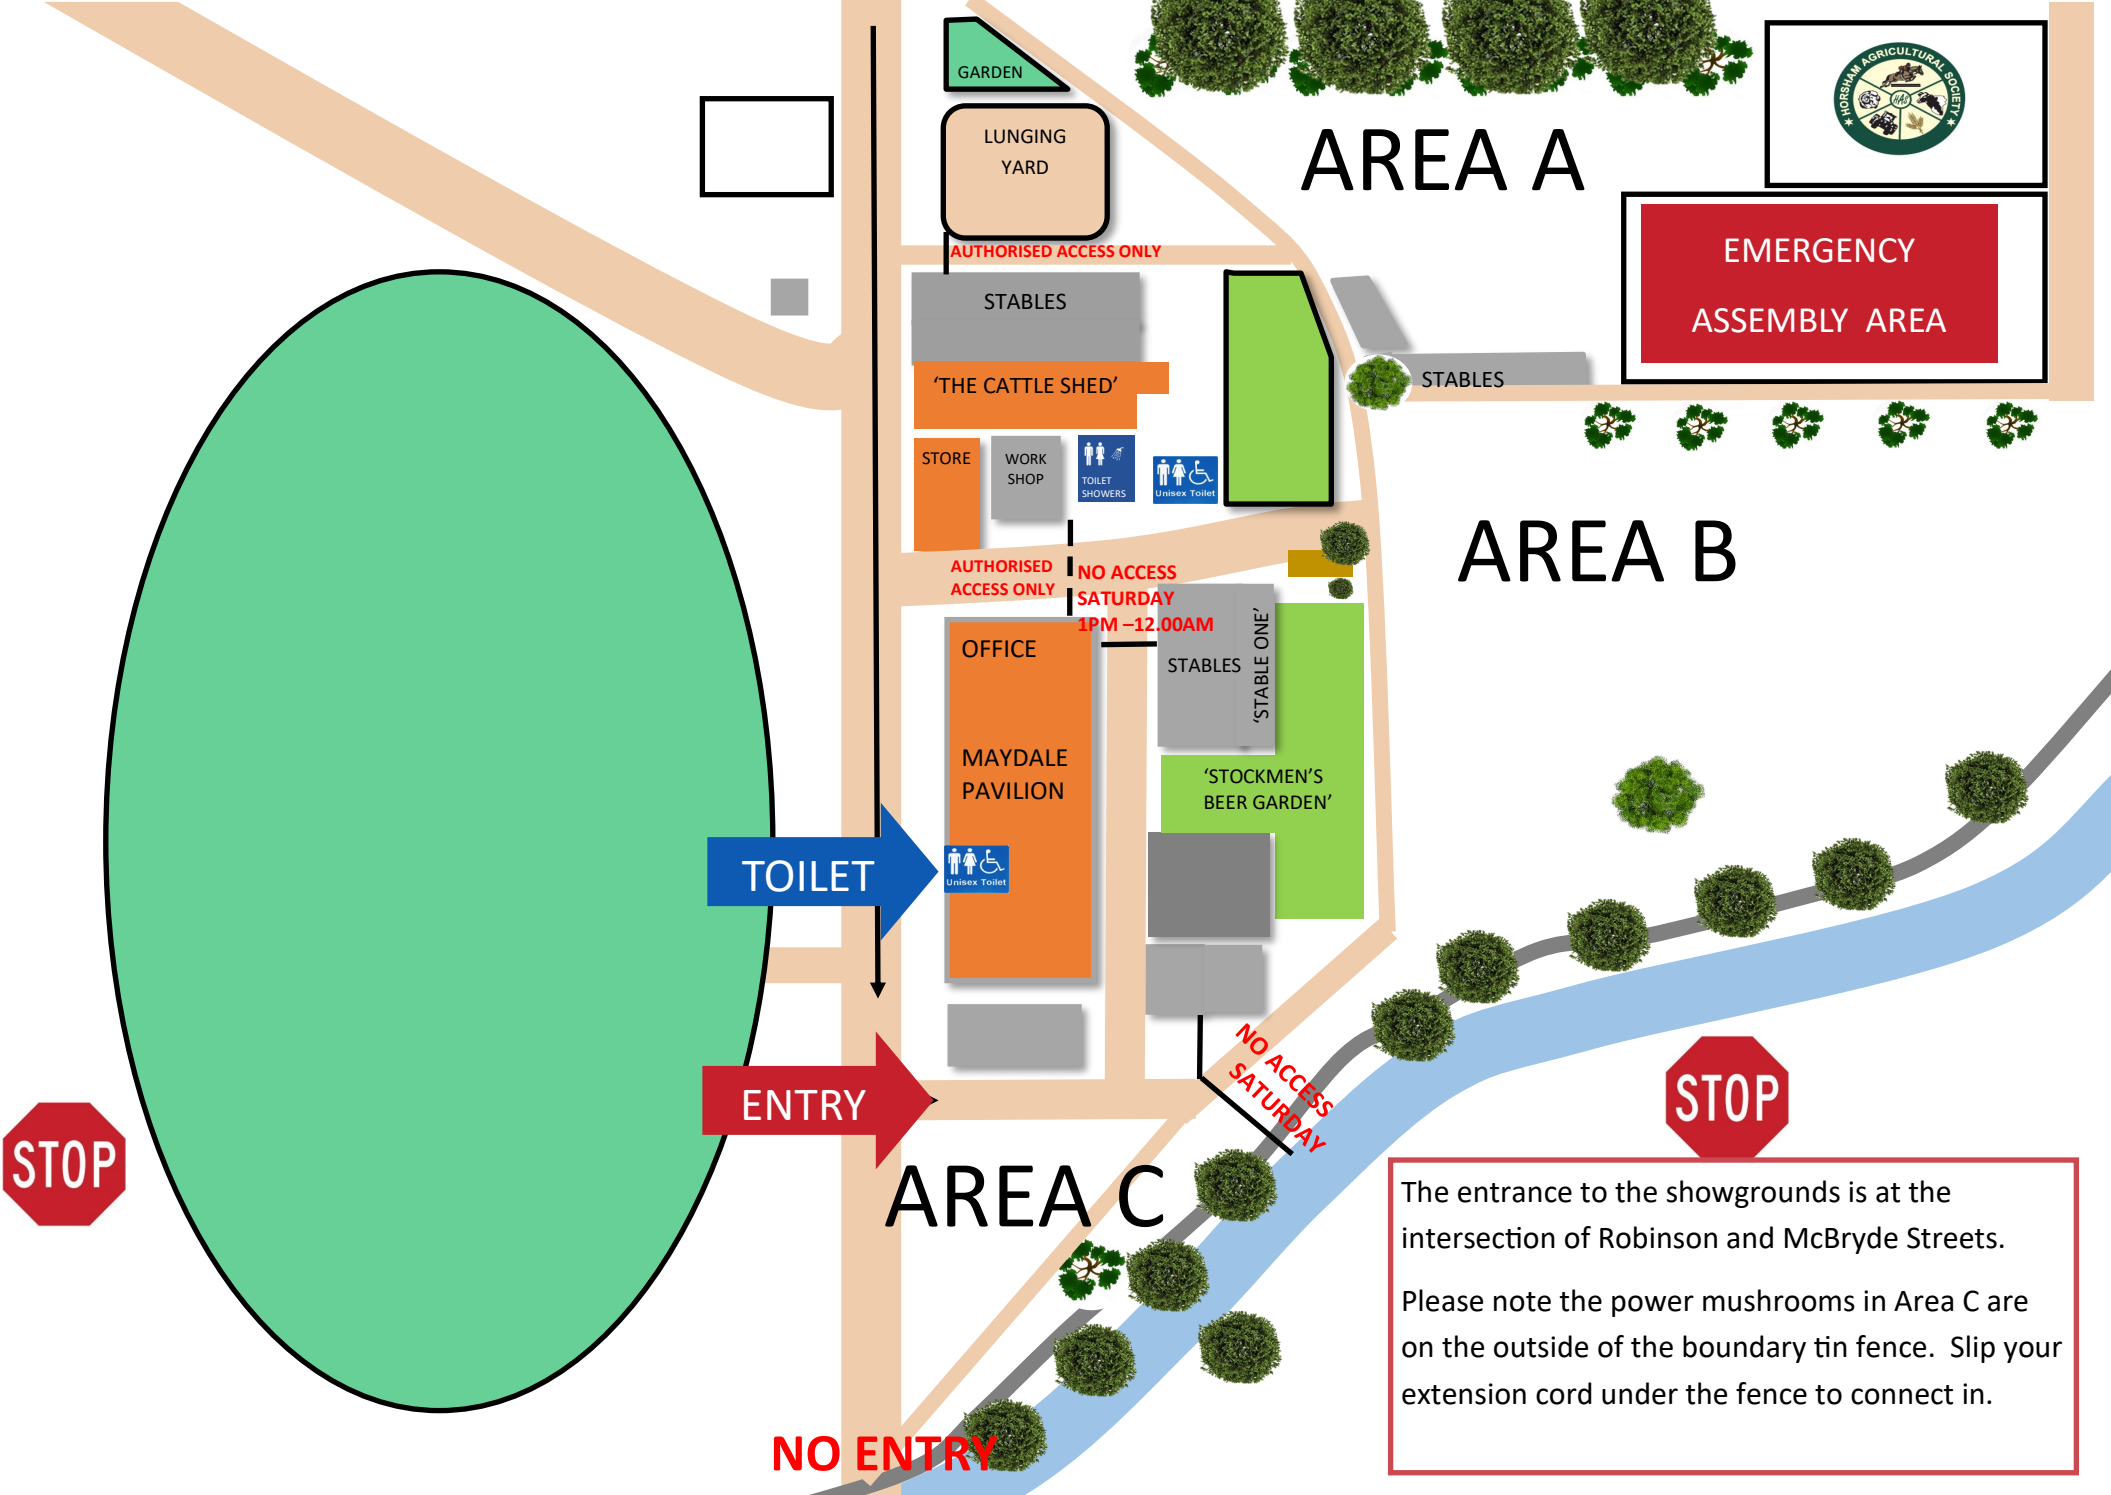 GARDEN
LUNGING
YARD
AREA A
HORSHAM AGRICULTURAL SOCIETY
HAS
EMERGENCY
ASSEMBLY AREA
AUTHORISED ACCESS ONLY
STABLES
‘THE CATTLE SHED’
STABLES
STORE
WORK
SHOP
TOILET
SHOWERS
Unisex Toilet
AREA B
AUTHORISED
ACCESS ONLY
NO ACCESS
SATURDAY
1PM –12.00AM
OFFICE
STABLES
‘STABLE ONE’
MAYDALE
PAVILION
‘STOCKMEN’S
BEER GARDEN’
TOILET
Unisex Toilet
NO ACCESS
SATURDAY
ENTRY
STOP
STOP
AREA C
The entrance to the showgrounds is at the
intersection of Robinson and McBryde Streets.
Please note the power mushrooms in Area C are
on the outside of the boundary tin fence.  Slip your
extension cord under the fence to connect in.
NO ENTRY